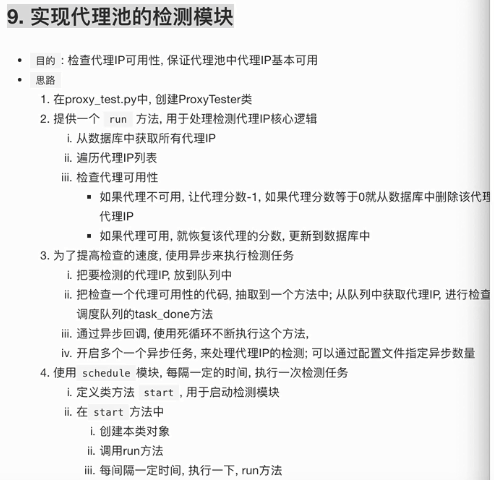 9. 实现代理池的检测模块
• 目的 : 检查代理IP可用性, 保证代理池中代理IP基本可用
• 思路
1. 在proxy_test.py中, 创建ProxyTester类
2. 提供一个 run 方法, 用于处理检测代理IP核心逻辑
i. 从数据库中获取所有代理IP
ii. 遍历代理IP列表
iii. 检查代理可用性
▪ 如果代理不可用, 让代理分数-1, 如果代理分数等于0就从数据库中删除该代理
代理IP
▪ 如果代理可用, 就恢复该代理的分数, 更新到数据库中
3. 为了提高检查的速度, 使用异步来执行检测任务
i. 把要检测的代理IP, 放到队列中
ii. 把检查一个代理可用性的代码, 抽取到一个方法中; 从队列中获取代理IP, 进行检查
调度队列的task_done方法
iii. 通过异步回调, 使用死循环不断执行这个方法,
iv. 开启多个一个异步任务, 来处理代理IP的检测; 可以通过配置文件指定异步数量
4. 使用 schedule 模块, 每隔一定的时间, 执行一次检测任务
i. 定义类方法 start , 用于启动检测模块
ii. 在 start 方法中
i. 创建本类对象
ii. 调用run方法
iii. 每间隔一定时间, 执行一下, run方法